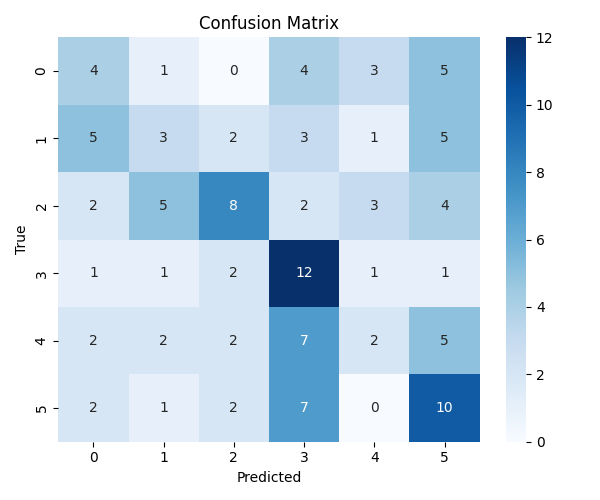 Confusion Matrix
0 4 1 0 4 3 5
1 5 3 2 3 1 5
2 2 5 8 2 3 4
3 1 1 2 12 1 1
4 2 2 2 7 2 5
5 2 1 2 7 0 10
0 1 2 3 4 5
Predicted
True
12
10
8
6
4
2
0